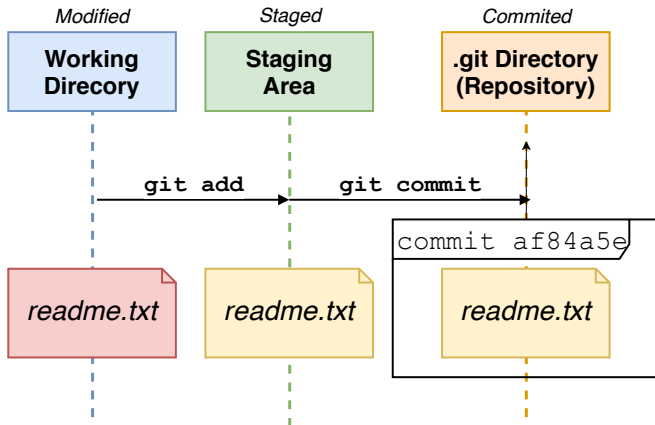 Modified
Staged
Commited
Working
Direcory
Staging
Area
.git Directory
(Repository)
git add
git commit
commit af84a5e
readme.txt
readme.txt
readme.txt